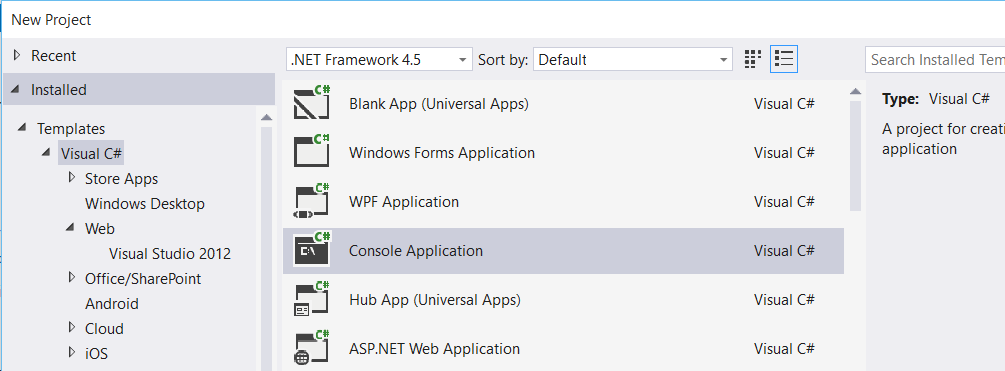 New Project
Recent
Installed
Templates
Visual C#
Store Apps
Windows Desktop
Web
Visual Studio 2012
Office/SharePoint
Android
Cloud
iOS
.NET Framework 4.5
Sort by: Default
C# Blank App (Universal Apps) Visual C#
C# Windows Forms Application Visual C#
C# WPF Application Visual C#
C# C:\ Console Application Visual C#
C# Hub App (Universal Apps) Visual C#
C# ASP.NET Web Application Visual C#
Search Installed Tem
Type: Visual C#
A project for creati
application